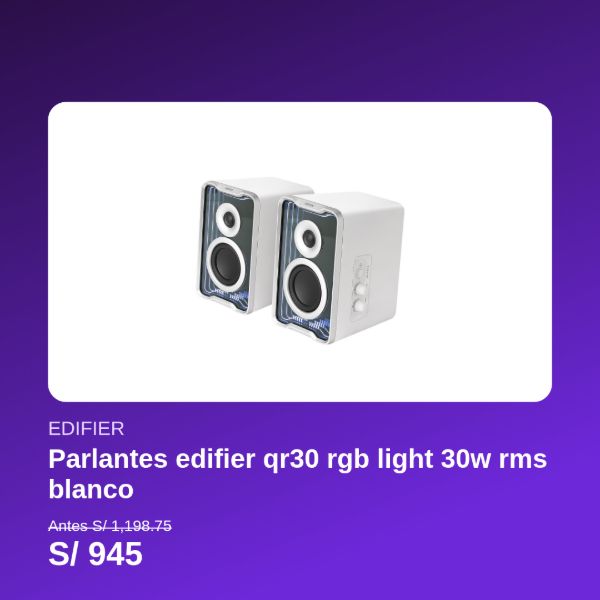 EDIFIER
Parlantes edifier qr30 rgb light 30w rms
blanco
Antes S/ 1,198.75
S/ 945